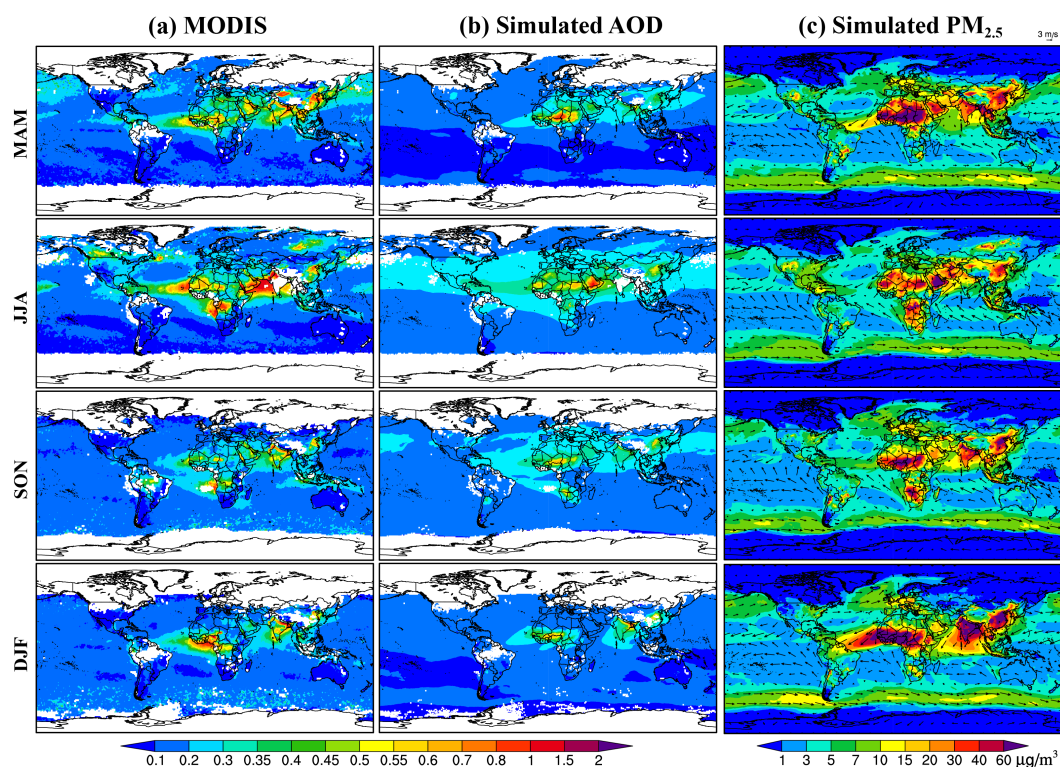 (a) MODIS (b) Simulated AOD (c) Simulated PM2.5
3 m/s
MAM
JJA
SON
DJF
0.1 0.2 0.3 0.35 0.4 0.45 0.5 0.55 0.6 0.7 0.8 1 1.5 2
1 3 5 7 10 15 20 30 40 60 μg/m³